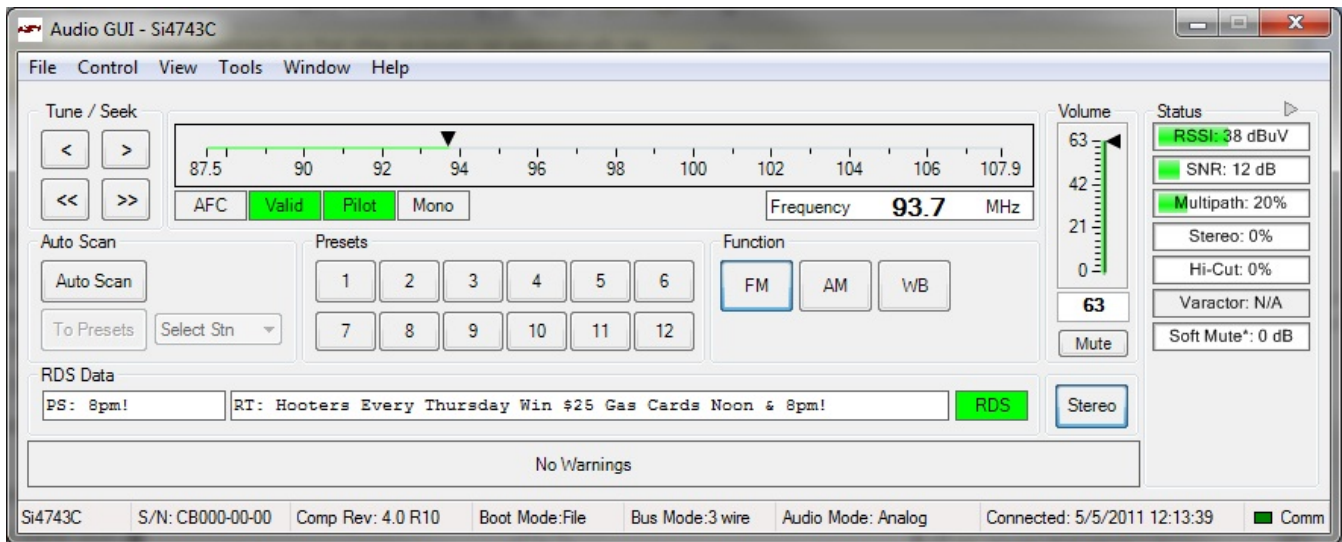 Audio GUI - Si4743C
File Control View Tools Window Help
Tune / Seek
< >
<< >>
87.5 90 92 94 96 98 100 102 104 106 107.9
AFC Valid Pilot Mono
Frequency 93.7 MHz
Volume
63
42
21
0
63
Mute
Status
RSSI: 38 dBuV
SNR: 12 dB
Multipath: 20%
Stereo: 0%
Hi-Cut: 0%
Varactor: N/A
Soft Mute*: 0 dB
Auto Scan
Auto Scan
To Presets Select Stn
Presets
1 2 3 4 5 6
7 8 9 10 11 12
Function
FM AM WB
RDS Data
PS: 8pm! RT: Hooters Every Thursday Win $25 Gas Cards Noon & 8pm! RDS
Stereo
No Warnings
Si4743C S/N: CB000-00-00 Comp Rev: 4.0 R10 Boot Mode:File Bus Mode:3 wire Audio Mode: Analog Connected: 5/5/2011 12:13:39 Comm